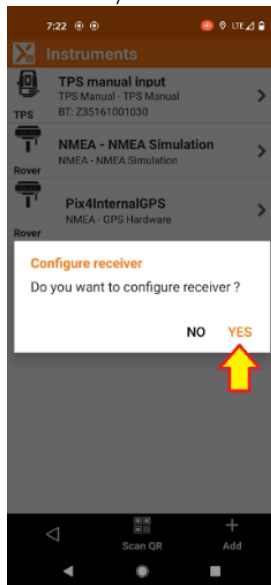 7:22
LTE
Instruments
TPS manual input
TPS Manual - TPS Manual
BT: Z35161001030
TPS
NMEA - NMEA Simulation
NMEA - NMEA Simulation
Rover
Pix4InternalGPS
NMEA - GPS Hardware
Rover
Configure receiver
Do you want to configure receiver ?
NO YES
Scan QR
Add